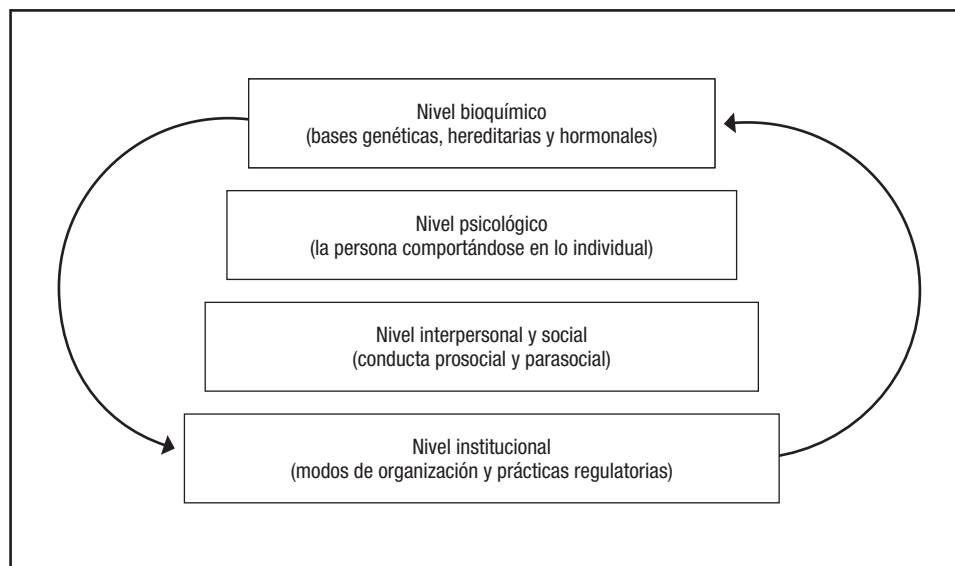 Nivel bioquímico
(bases genéticas, hereditarias y hormonales)
Nivel psicológico
(la persona comportándose en lo individual)
Nivel interpersonal y social
(conducta prosocial y parasocial)
Nivel institucional
(modos de organización y prácticas regulatorias)